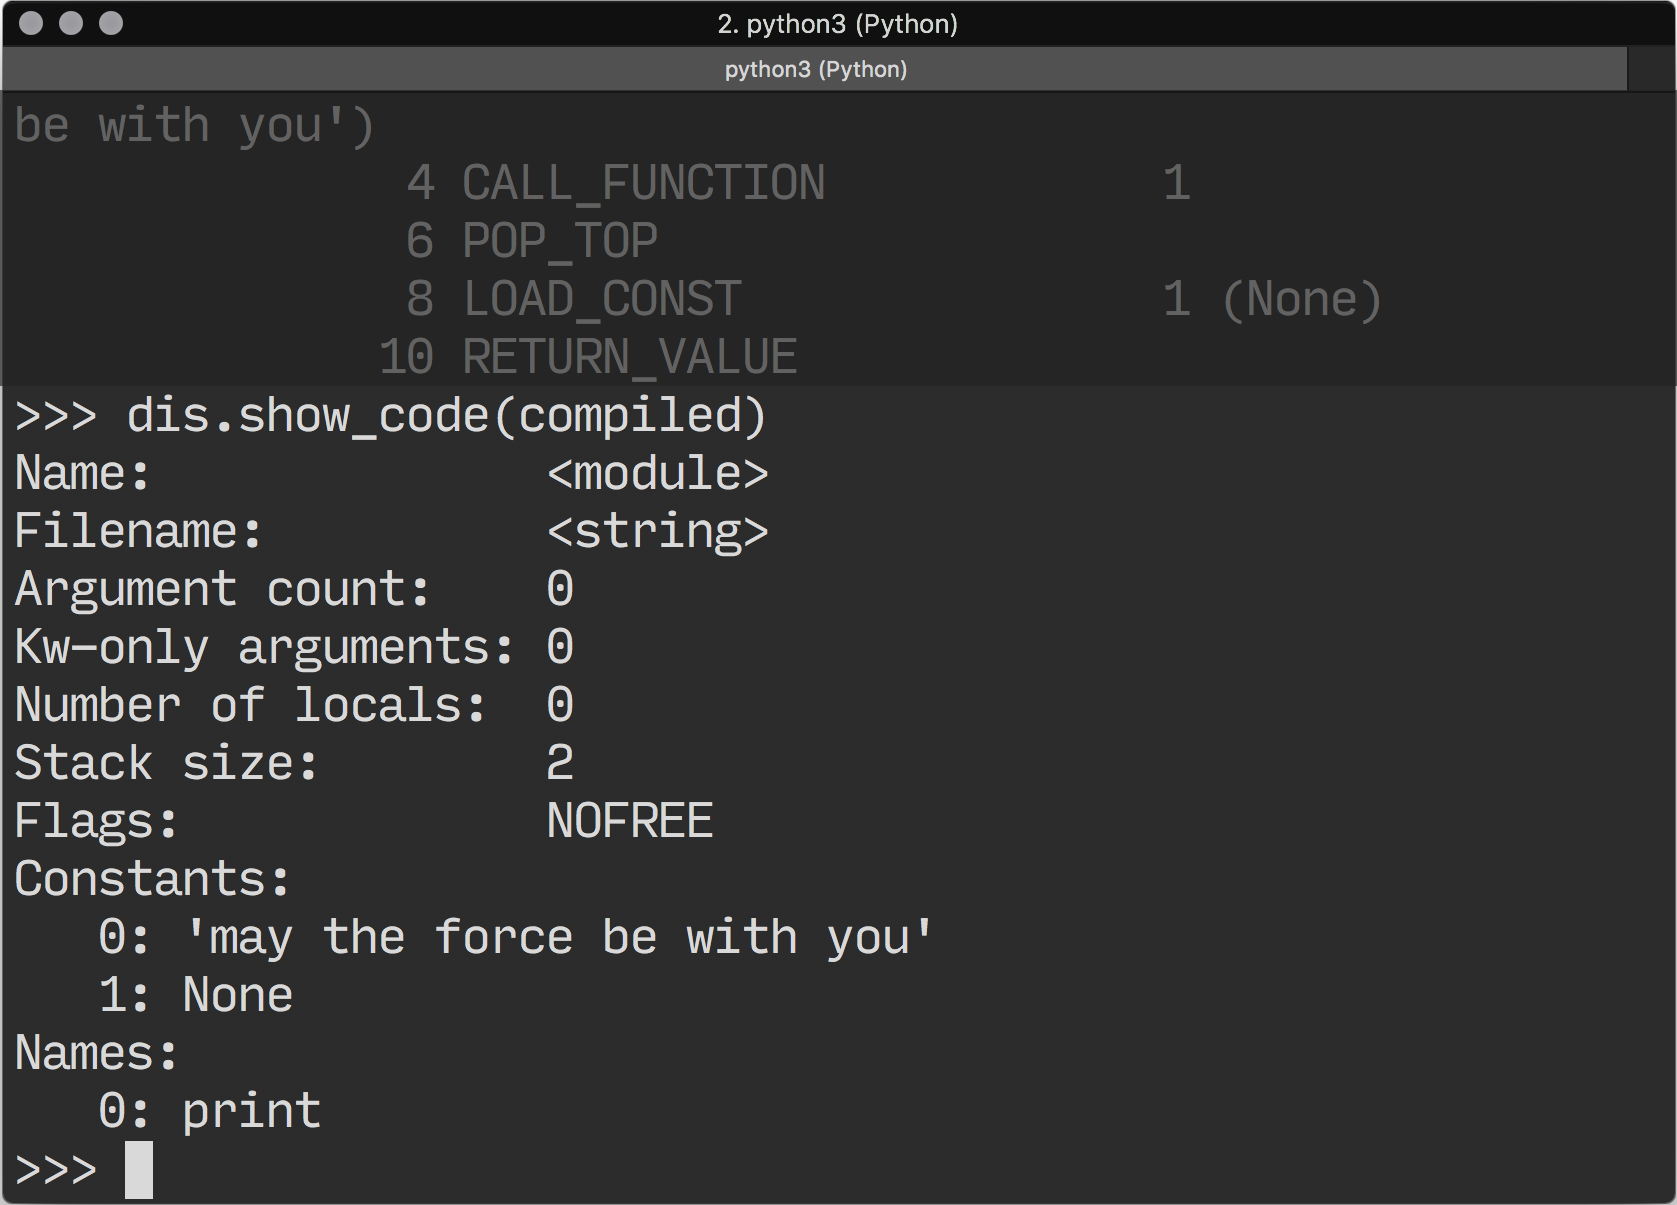 2. python3 (Python)
python3 (Python)
be with you')
4 CALL_FUNCTION 1
6 POP_TOP
8 LOAD_CONST 1 (None)
10 RETURN_VALUE
>>> dis.show_code(compiled)
Name: <module>
Filename: <string>
Argument count: 0
Kw-only arguments: 0
Number of locals: 0
Stack size: 2
Flags: NOFREE
Constants:
0: 'may the force be with you'
1: None
Names:
0: print
>>>